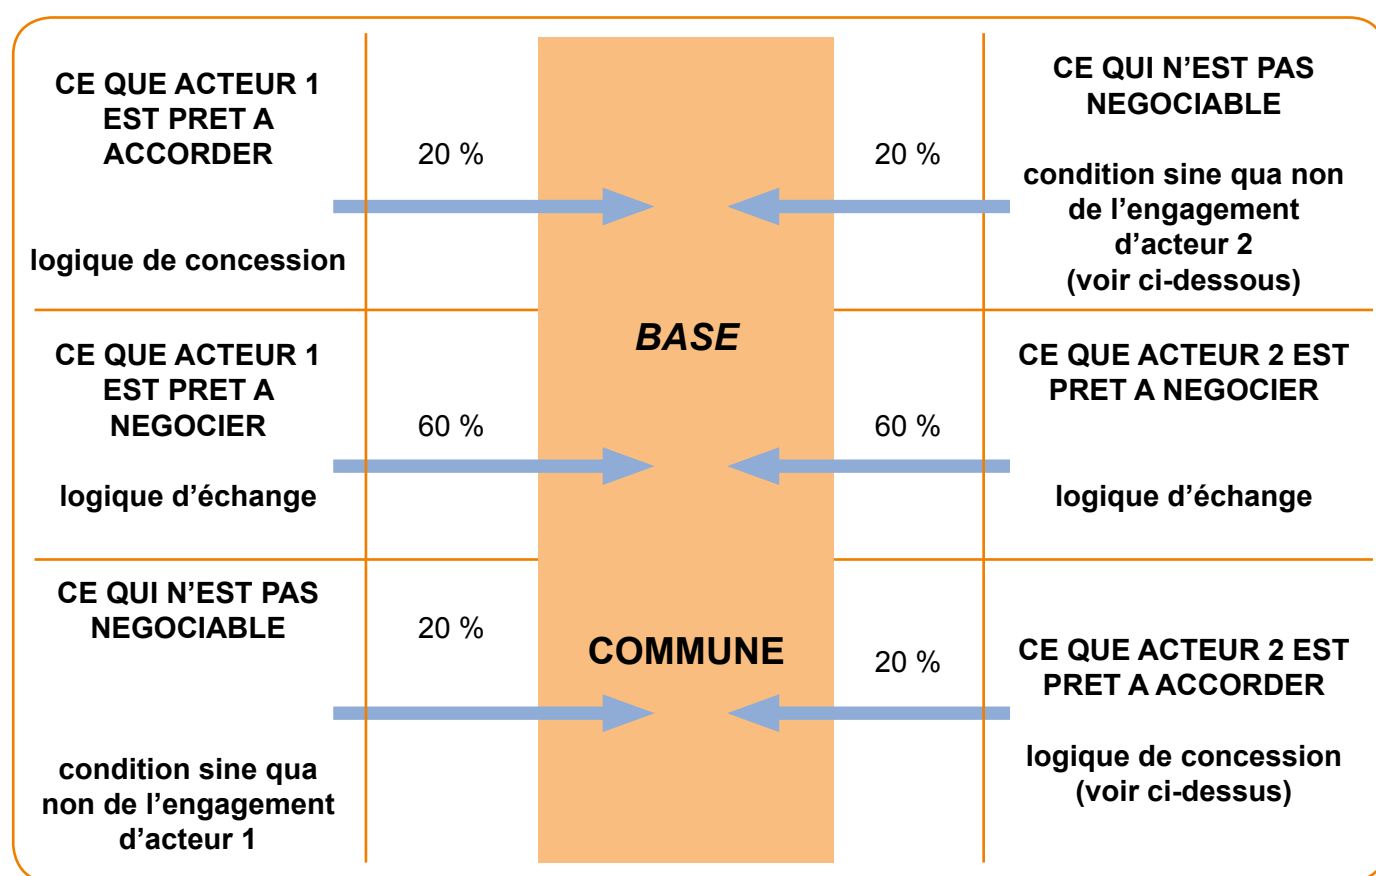 CE QUE ACTEUR 1
EST PRET A
ACCORDER
logique de concession
20 %
20 %
CE QUI N'EST PAS
NEGOCIABLE
condition sine qua non
de l'engagement
d'acteur 2
(voir ci-dessous)
BASE
CE QUE ACTEUR 1
EST PRET A
NEGOCIER
logique d'échange
60 %
60 %
CE QUE ACTEUR 2 EST
PRET A NEGOCIER
logique d'échange
CE QUI N'EST PAS
NEGOCIABLE
condition sine qua
non de l'engagement
d'acteur 1
20 %
COMMUNE
20 %
CE QUE ACTEUR 2 EST
PRET A ACCORDER
logique de concession
(voir ci-dessus)